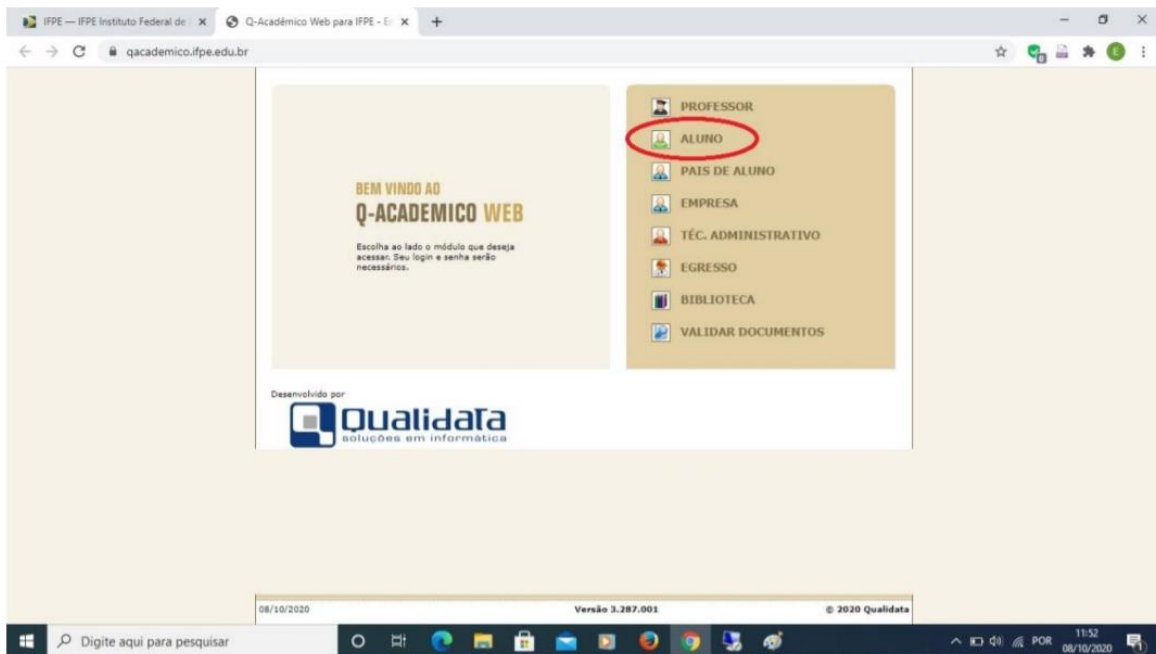 IFPE — IFPE Instituto Federal de
Q-Acadêmico Web para IFPE - E
qacademico.ifpe.edu.br
E
BEM VINDO AO
Q-ACADEMICO WEB
Escolha ao lado o módulo que deseja
acessar. Seu login e senha serão
necessários.
PROFESSOR
ALUNO
PAIS DE ALUNO
EMPRESA
TÉC. ADMINISTRATIVO
EGRESSO
BIBLIOTECA
VALIDAR DOCUMENTOS
Desenvolvido por
Qualidata
soluções em informática
08/10/2020 Versão 3.287.001 © 2020 Qualidata
Digite aqui para pesquisar
POR
11:52
08/10/2020